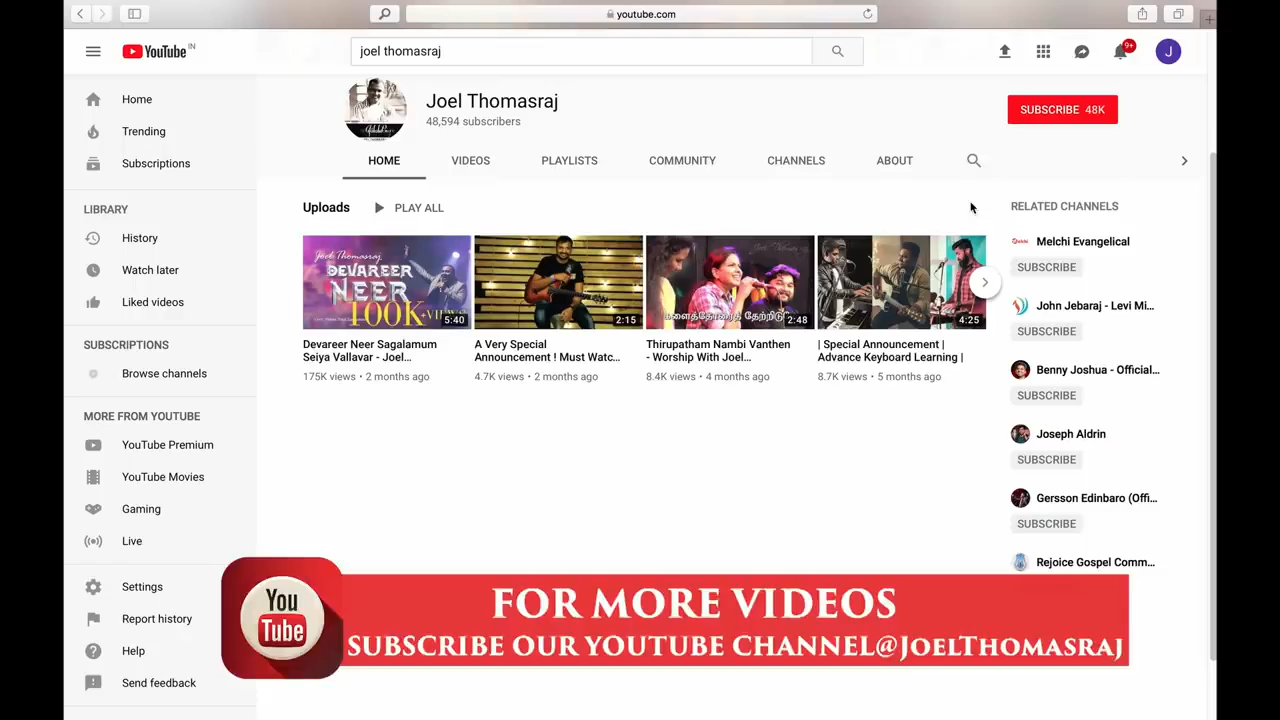 youtube.com
YouTube IN
joel thomasraj
9+
J
Home
Trending
Subscriptions
LIBRARY
History
Watch later
Liked videos
SUBSCRIPTIONS
Browse channels
MORE FROM YOUTUBE
YouTube Premium
YouTube Movies
Gaming
Live
Settings
Report history
Help
Send feedback
Joel Thomasraj
48,594 subscribers
SUBSCRIBE 48K
HOME VIDEOS PLAYLISTS COMMUNITY CHANNELS ABOUT
Uploads PLAY ALL
Joel Thomasraj
DEVAREER
NEER
100K+VIEWS
5:40
Devareer Neer Sagalamum
Seiya Vallavar - Joel...
175K views • 2 months ago
2:15
A Very Special
Announcement ! Must Watc...
4.7K views • 2 months ago
களைத்தோரைத் தேற்றிடு
2:48
Thirupatham Nambi Vanthen
- Worship With Joel...
8.4K views • 4 months ago
4:25
| Special Announcement |
Advance Keyboard Learning |
8.7K views • 5 months ago
RELATED CHANNELS
Melchi Evangelical
SUBSCRIBE
John Jebaraj - Levi Mi...
SUBSCRIBE
Benny Joshua - Official...
SUBSCRIBE
Joseph Aldrin
SUBSCRIBE
Gersson Edinbaro (Offi...
SUBSCRIBE
Rejoice Gospel Comm...
You
Tube
FOR MORE VIDEOS
SUBSCRIBE OUR YOUTUBE CHANNEL@JOELTHOMASRAJ